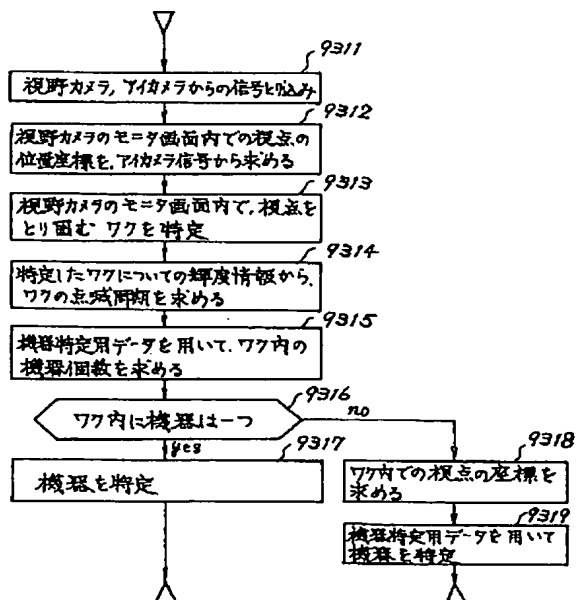 9311
視野カメラ,アイカメラからの信号とり込み
9312
視野カメラのモニタ画面内での視点の
位置座標を,アイカメラ信号から求める
9313
視野カメラのモニタ画面内で,視点を
とり囲む ワクを特定
9314
特定したワクについての輝度情報から,
ワクの点滅周期を求める
9315
機器特定用データを用いて,ワク内の
機器個数を求める
9316
ワク内に機器は一つ
no
yes
9317
機器を特定
9318
ワク内での視点の座標を
求める
9319
機器特定用データを用いて
機器を特定